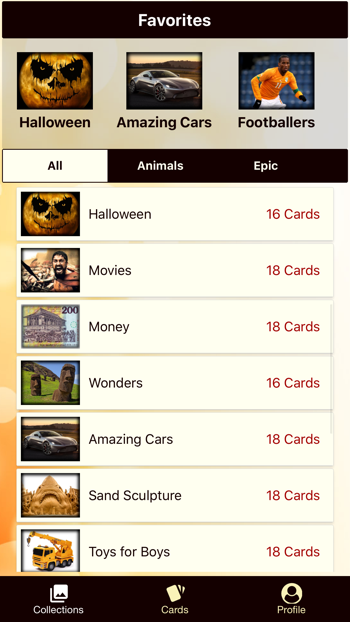 Favorites
Halloween
Amazing Cars
Footballers
All
Animals
Epic
Halloween
16 Cards
Movies
18 Cards
200
Money
18 Cards
Wonders
16 Cards
Amazing Cars
18 Cards
Sand Sculpture
18 Cards
Toys for Boys
18 Cards
Collections
Cards
Profile